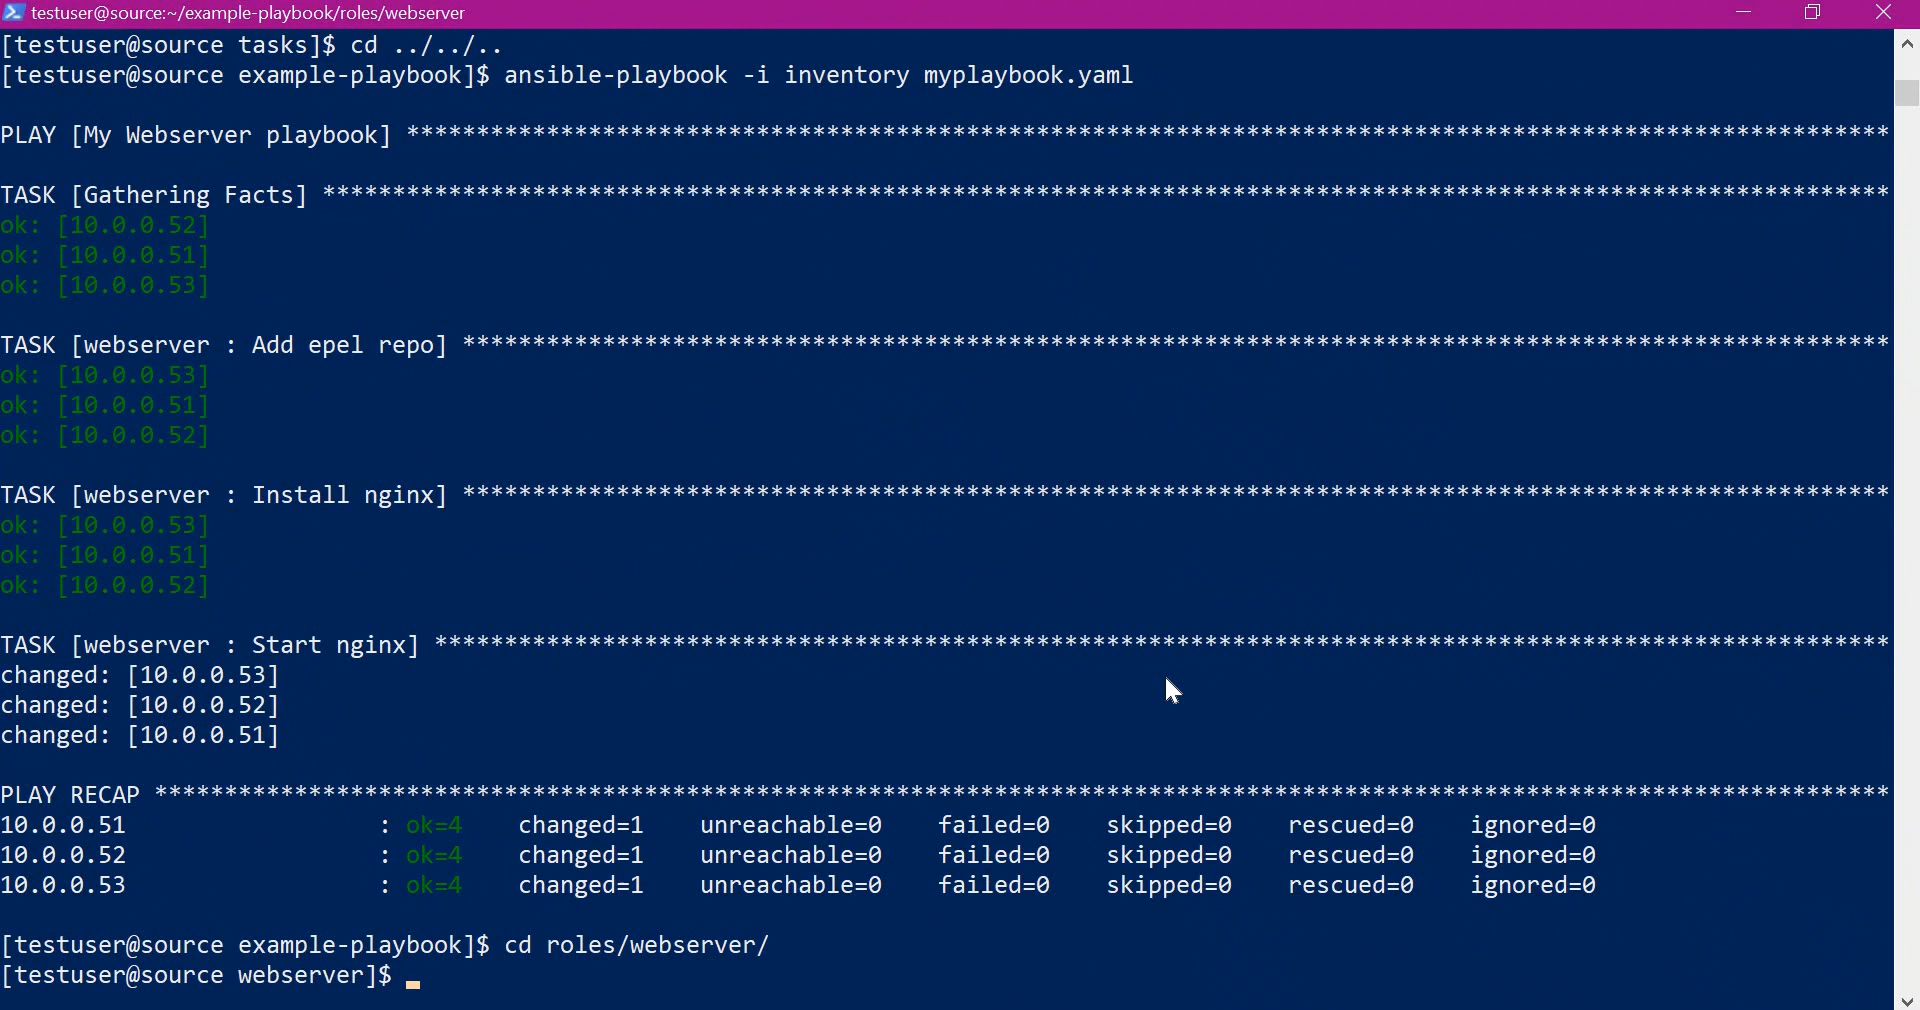 testuser@source:~/example-playbook/roles/webserver
[testuser@source tasks]$ cd ../../..
[testuser@source example-playbook]$ ansible-playbook -i inventory myplaybook.yaml
PLAY [My Webserver playbook] **********************************************************************************************************
TASK [Gathering Facts] ****************************************************************************************************************
ok: [10.0.0.52]
ok: [10.0.0.51]
ok: [10.0.0.53]
TASK [webserver : Add epel repo] ******************************************************************************************************
ok: [10.0.0.53]
ok: [10.0.0.51]
ok: [10.0.0.52]
TASK [webserver : Install nginx] ******************************************************************************************************
ok: [10.0.0.53]
ok: [10.0.0.51]
ok: [10.0.0.52]
TASK [webserver : Start nginx] ********************************************************************************************************
changed: [10.0.0.53]
changed: [10.0.0.52]
changed: [10.0.0.51]
PLAY RECAP ****************************************************************************************************************************
10.0.0.51                  : ok=4    changed=1    unreachable=0    failed=0    skipped=0    rescued=0    ignored=0
10.0.0.52                  : ok=4    changed=1    unreachable=0    failed=0    skipped=0    rescued=0    ignored=0
10.0.0.53                  : ok=4    changed=1    unreachable=0    failed=0    skipped=0    rescued=0    ignored=0
[testuser@source example-playbook]$ cd roles/webserver/
[testuser@source webserver]$